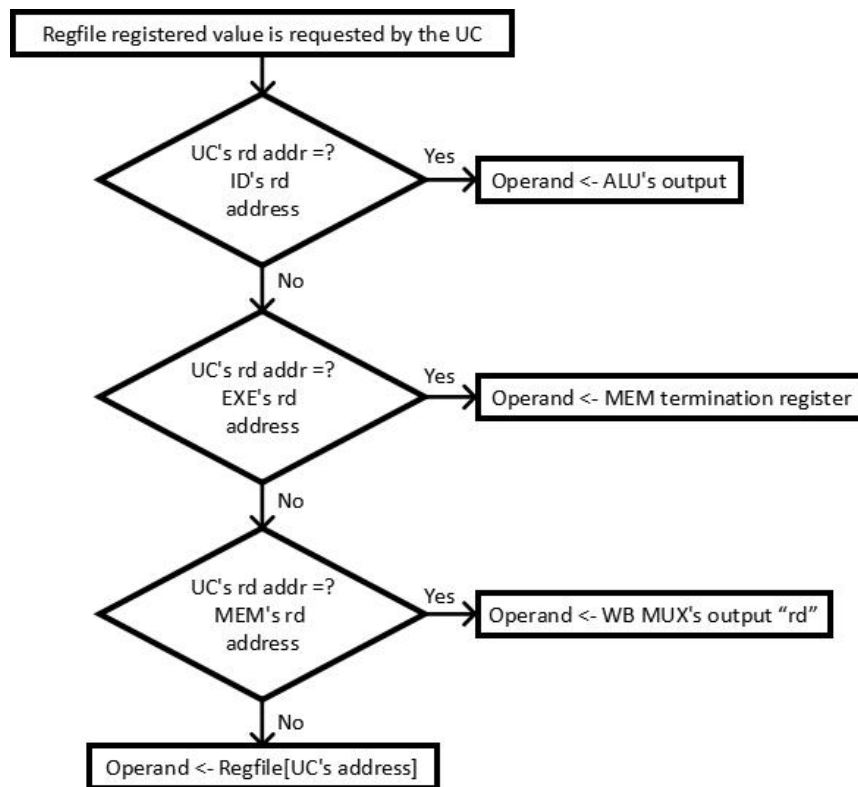 Regfile registered value is requested by the UC
UC's rd addr =?
ID's rd
address
Yes
Operand <- ALU's output
No
UC's rd addr =?
EXE's rd
address
Yes
Operand <- MEM termination register
No
UC's rd addr =?
MEM's rd
address
Yes
Operand <- WB MUX's output “rd”
No
Operand <- Regfile[UC's address]